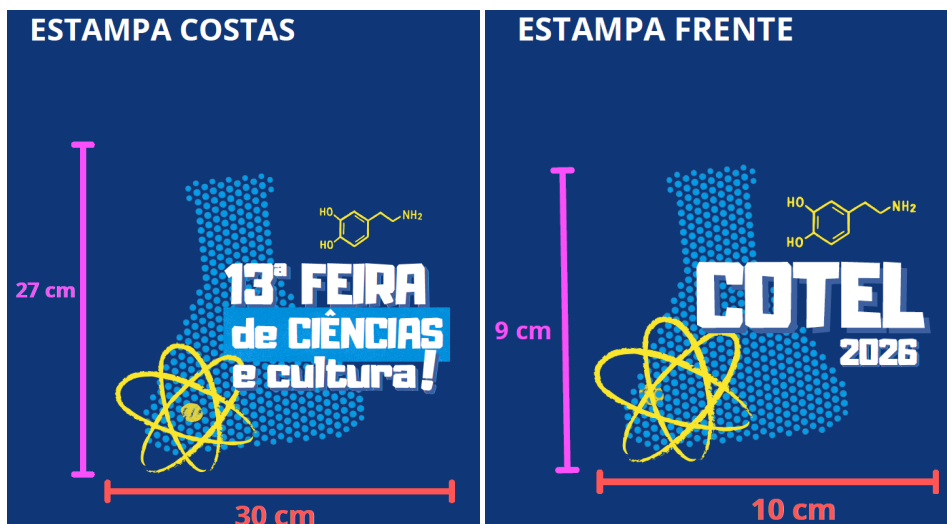 ESTAMPA COSTAS
27 cm
HO
HO
NH2
13ª FEIRA
de CIÊNCIAS
e cultura!
30 cm
ESTAMPA FRENTE
9 cm
HO
HO
NH2
COTEL
2026
10 cm